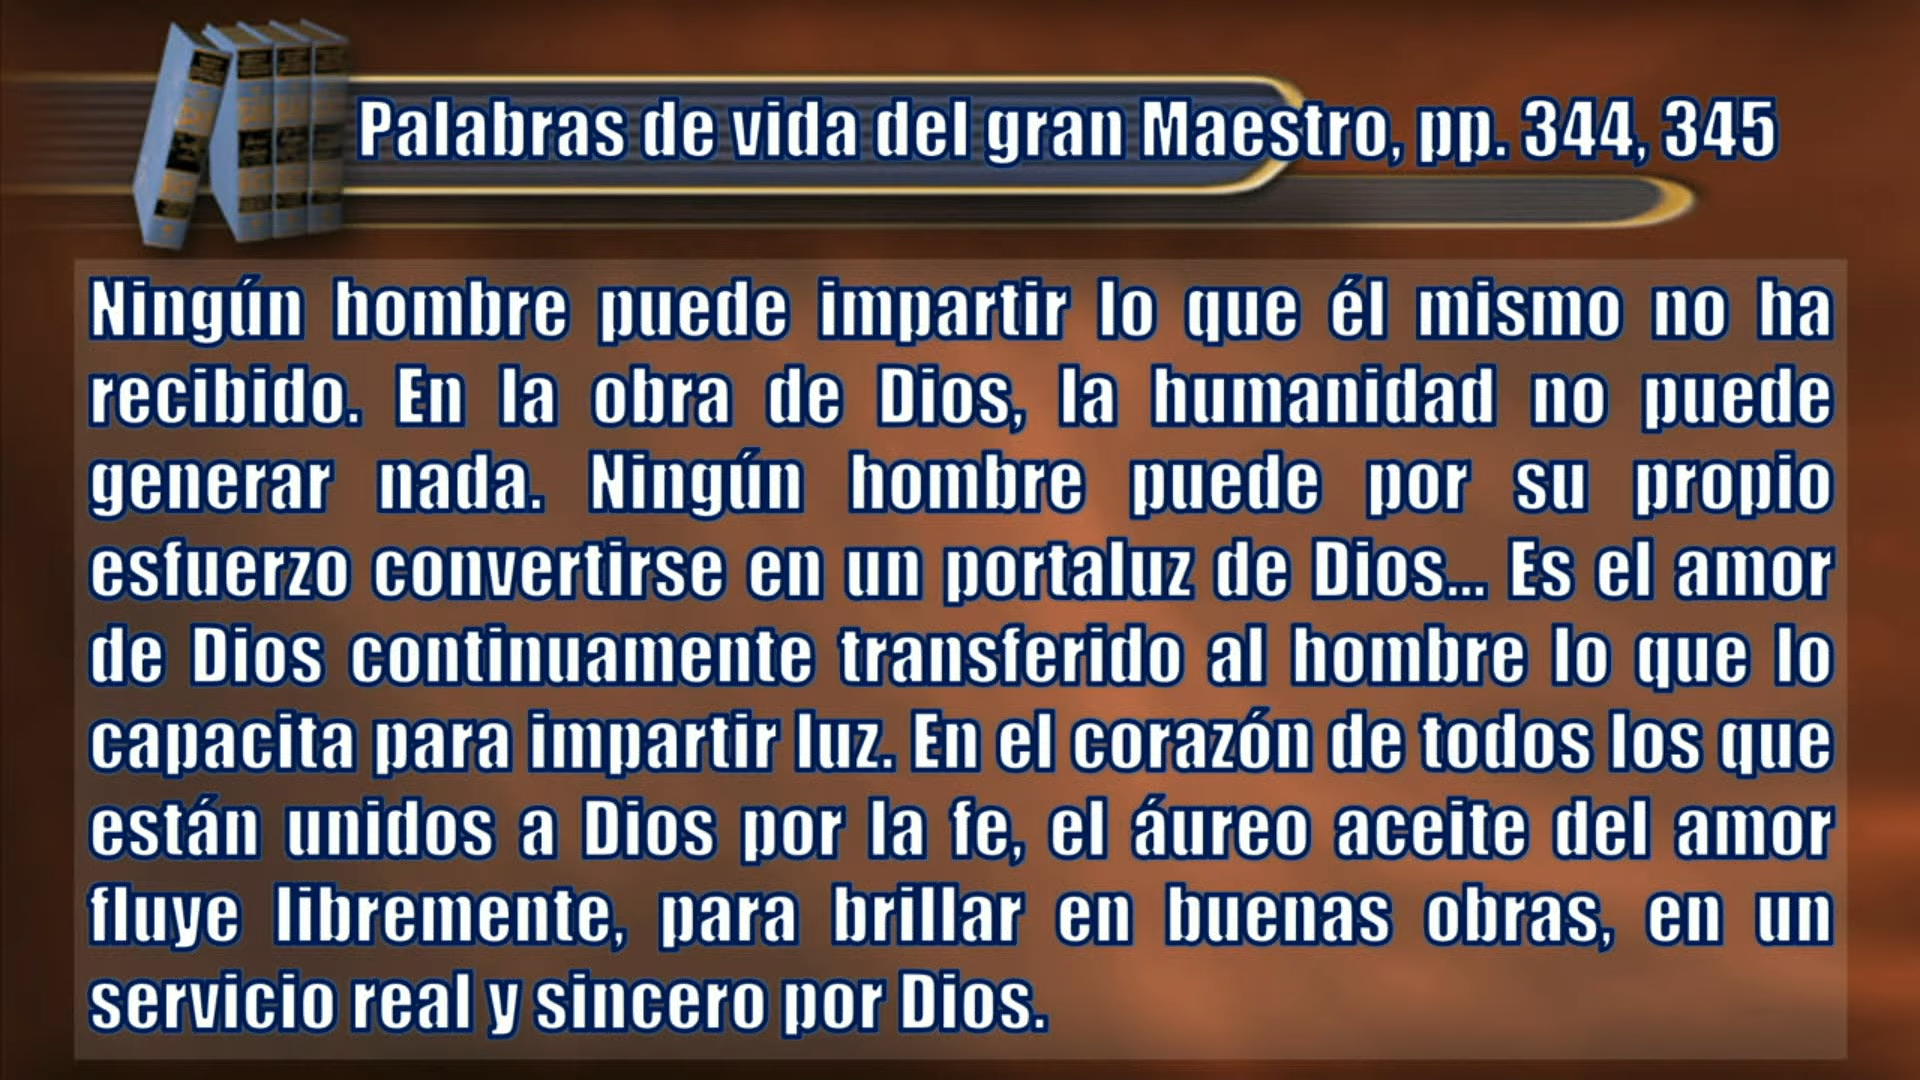 Palabras de vida del gran Maestro, pp. 344, 345
Ningún hombre puede impartir lo que él mismo no ha
recibido. En la obra de Dios, la humanidad no puede
generar nada. Ningún hombre puede por su propio
esfuerzo convertirse en un portaluz de Dios... Es el amor
de Dios continuamente transferido al hombre lo que lo
capacita para impartir luz. En el corazón de todos los que
están unidos a Dios por la fe, el áureo aceite del amor
fluye libremente, para brillar en buenas obras, en un
servicio real y sincero por Dios.